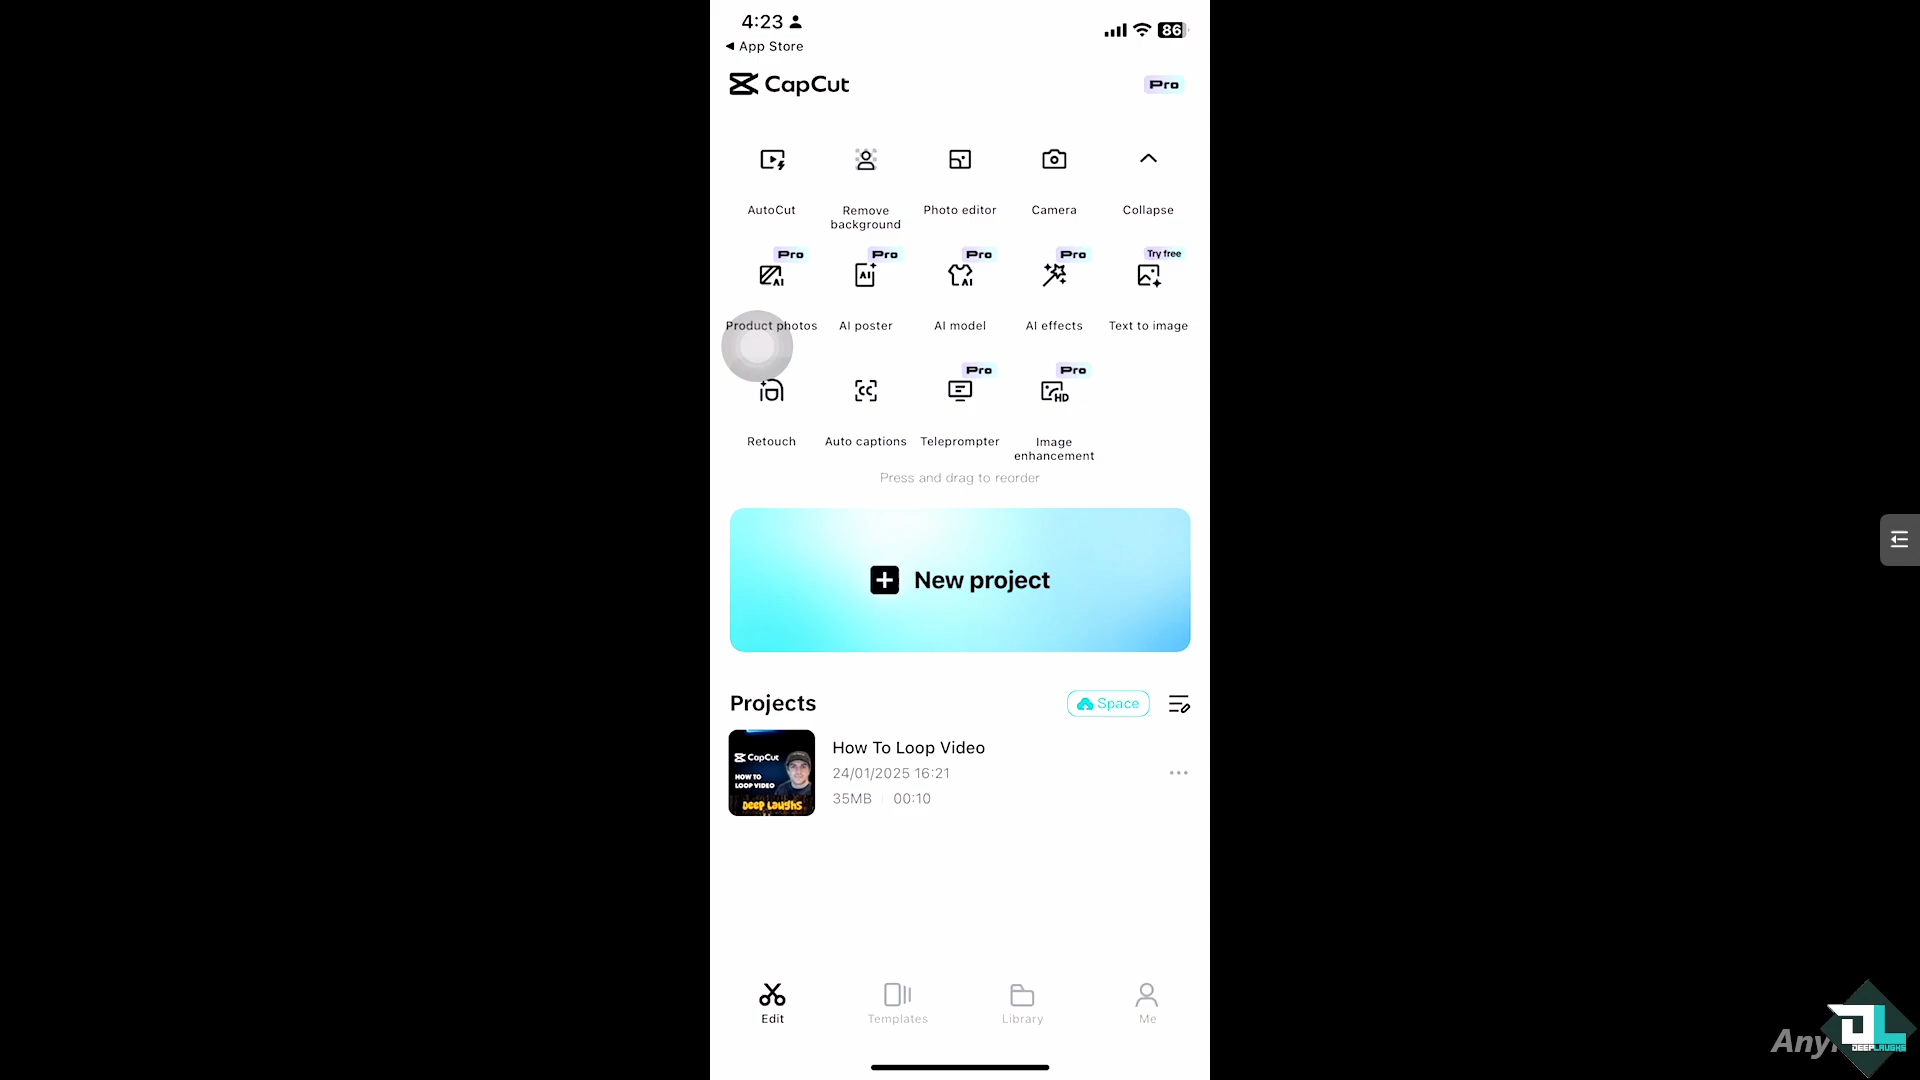 4:23
86
◀ App Store
CapCut
Pro
AutoCut
Remove background
Photo editor
Camera
Collapse
Pro
Pro
Pro
Pro
Try free
Product photos
AI poster
AI model
AI effects
Text to image
Pro
Pro
Retouch
Auto captions
Teleprompter
Image enhancement
Press and drag to reorder
New project
Projects
Space
How To Loop Video
24/01/2025 16:21
35MB
00:10
CapCut
HOW TO
LOOP VIDEO
Deep Laughs
Edit
Templates
Library
Me
Any
DL
DEEPLAUGHS